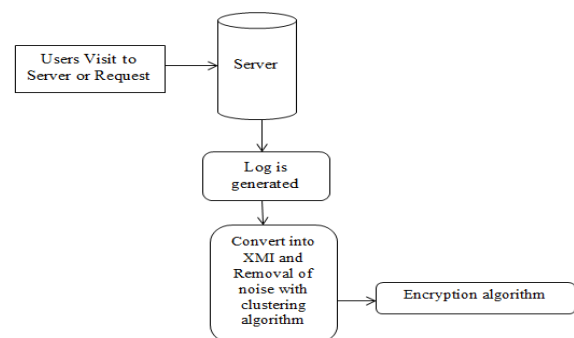 Users Visit to
Server or Request
Server
Log is
generated
Convert into
XMI and
Removal of
noise with
clustering
algorithm
Encryption algorithm